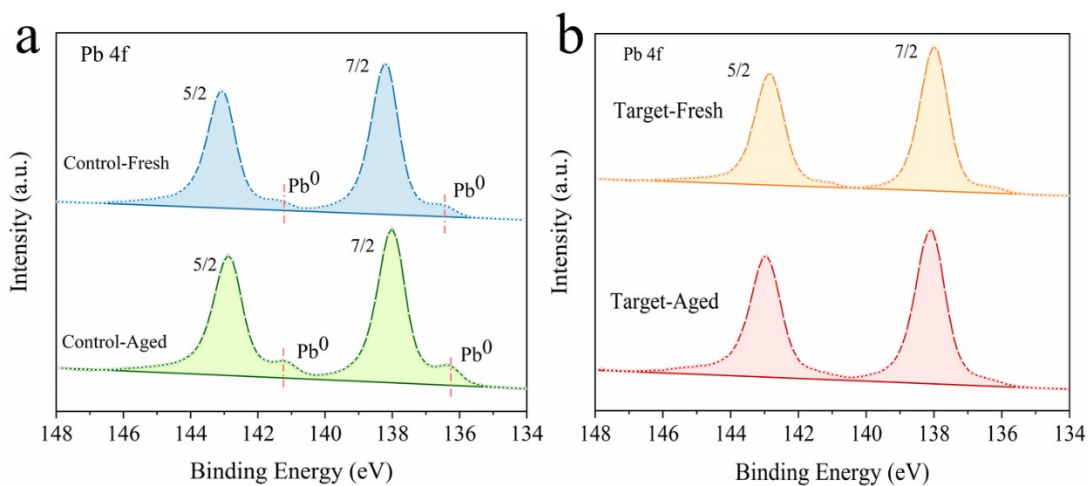 a
Pb 4f
5/2
7/2
Control-Fresh
Pb0
Pb0
5/2
7/2
Control-Aged
Pb0
Pb0
148 146 144 142 140 138 136 134
Binding Energy (eV)
Intensity (a.u.)
b
Pb 4f
5/2
7/2
Target-Fresh
Target-Aged
148 146 144 142 140 138 136 134
Binding Energy (eV)
Intensity (a.u.)